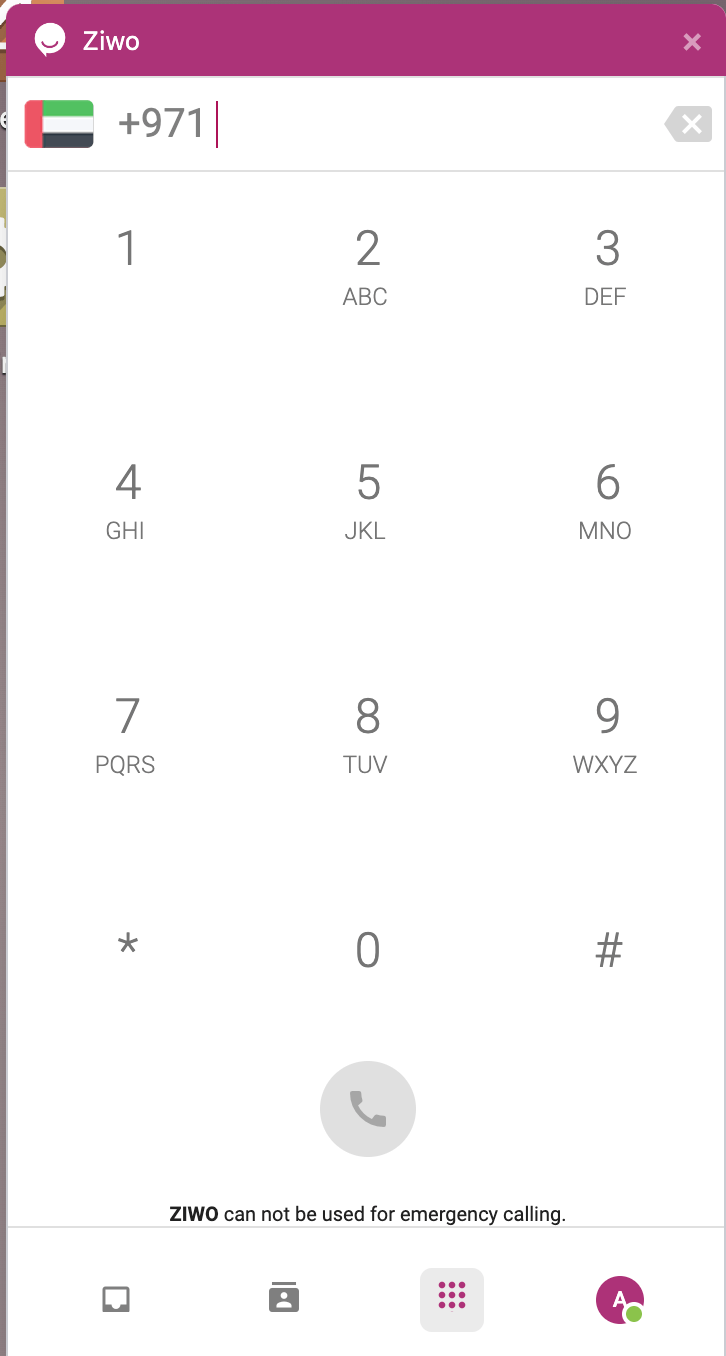 Ziwo
+971
1 2 3
ABC DEF
4 5 6
GHI JKL MNO
7 8 9
PQRS TUV WXYZ
* 0 #
ZIWO can not be used for emergency calling.
A